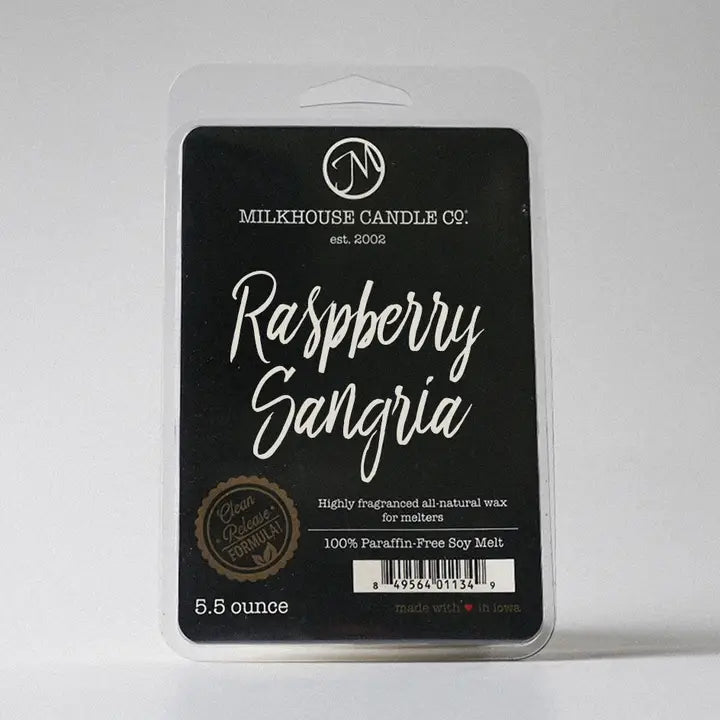 JM
MILKHOUSE CANDLE CO.
est. 2002
Raspberry
Sangria
Clean
Release
FORMULA!
Highly fragranced all-natural wax
for melters
100% Paraffin-Free Soy Melt
8 49564 01134 9
5.5 ounce
made with ♥ in iowa